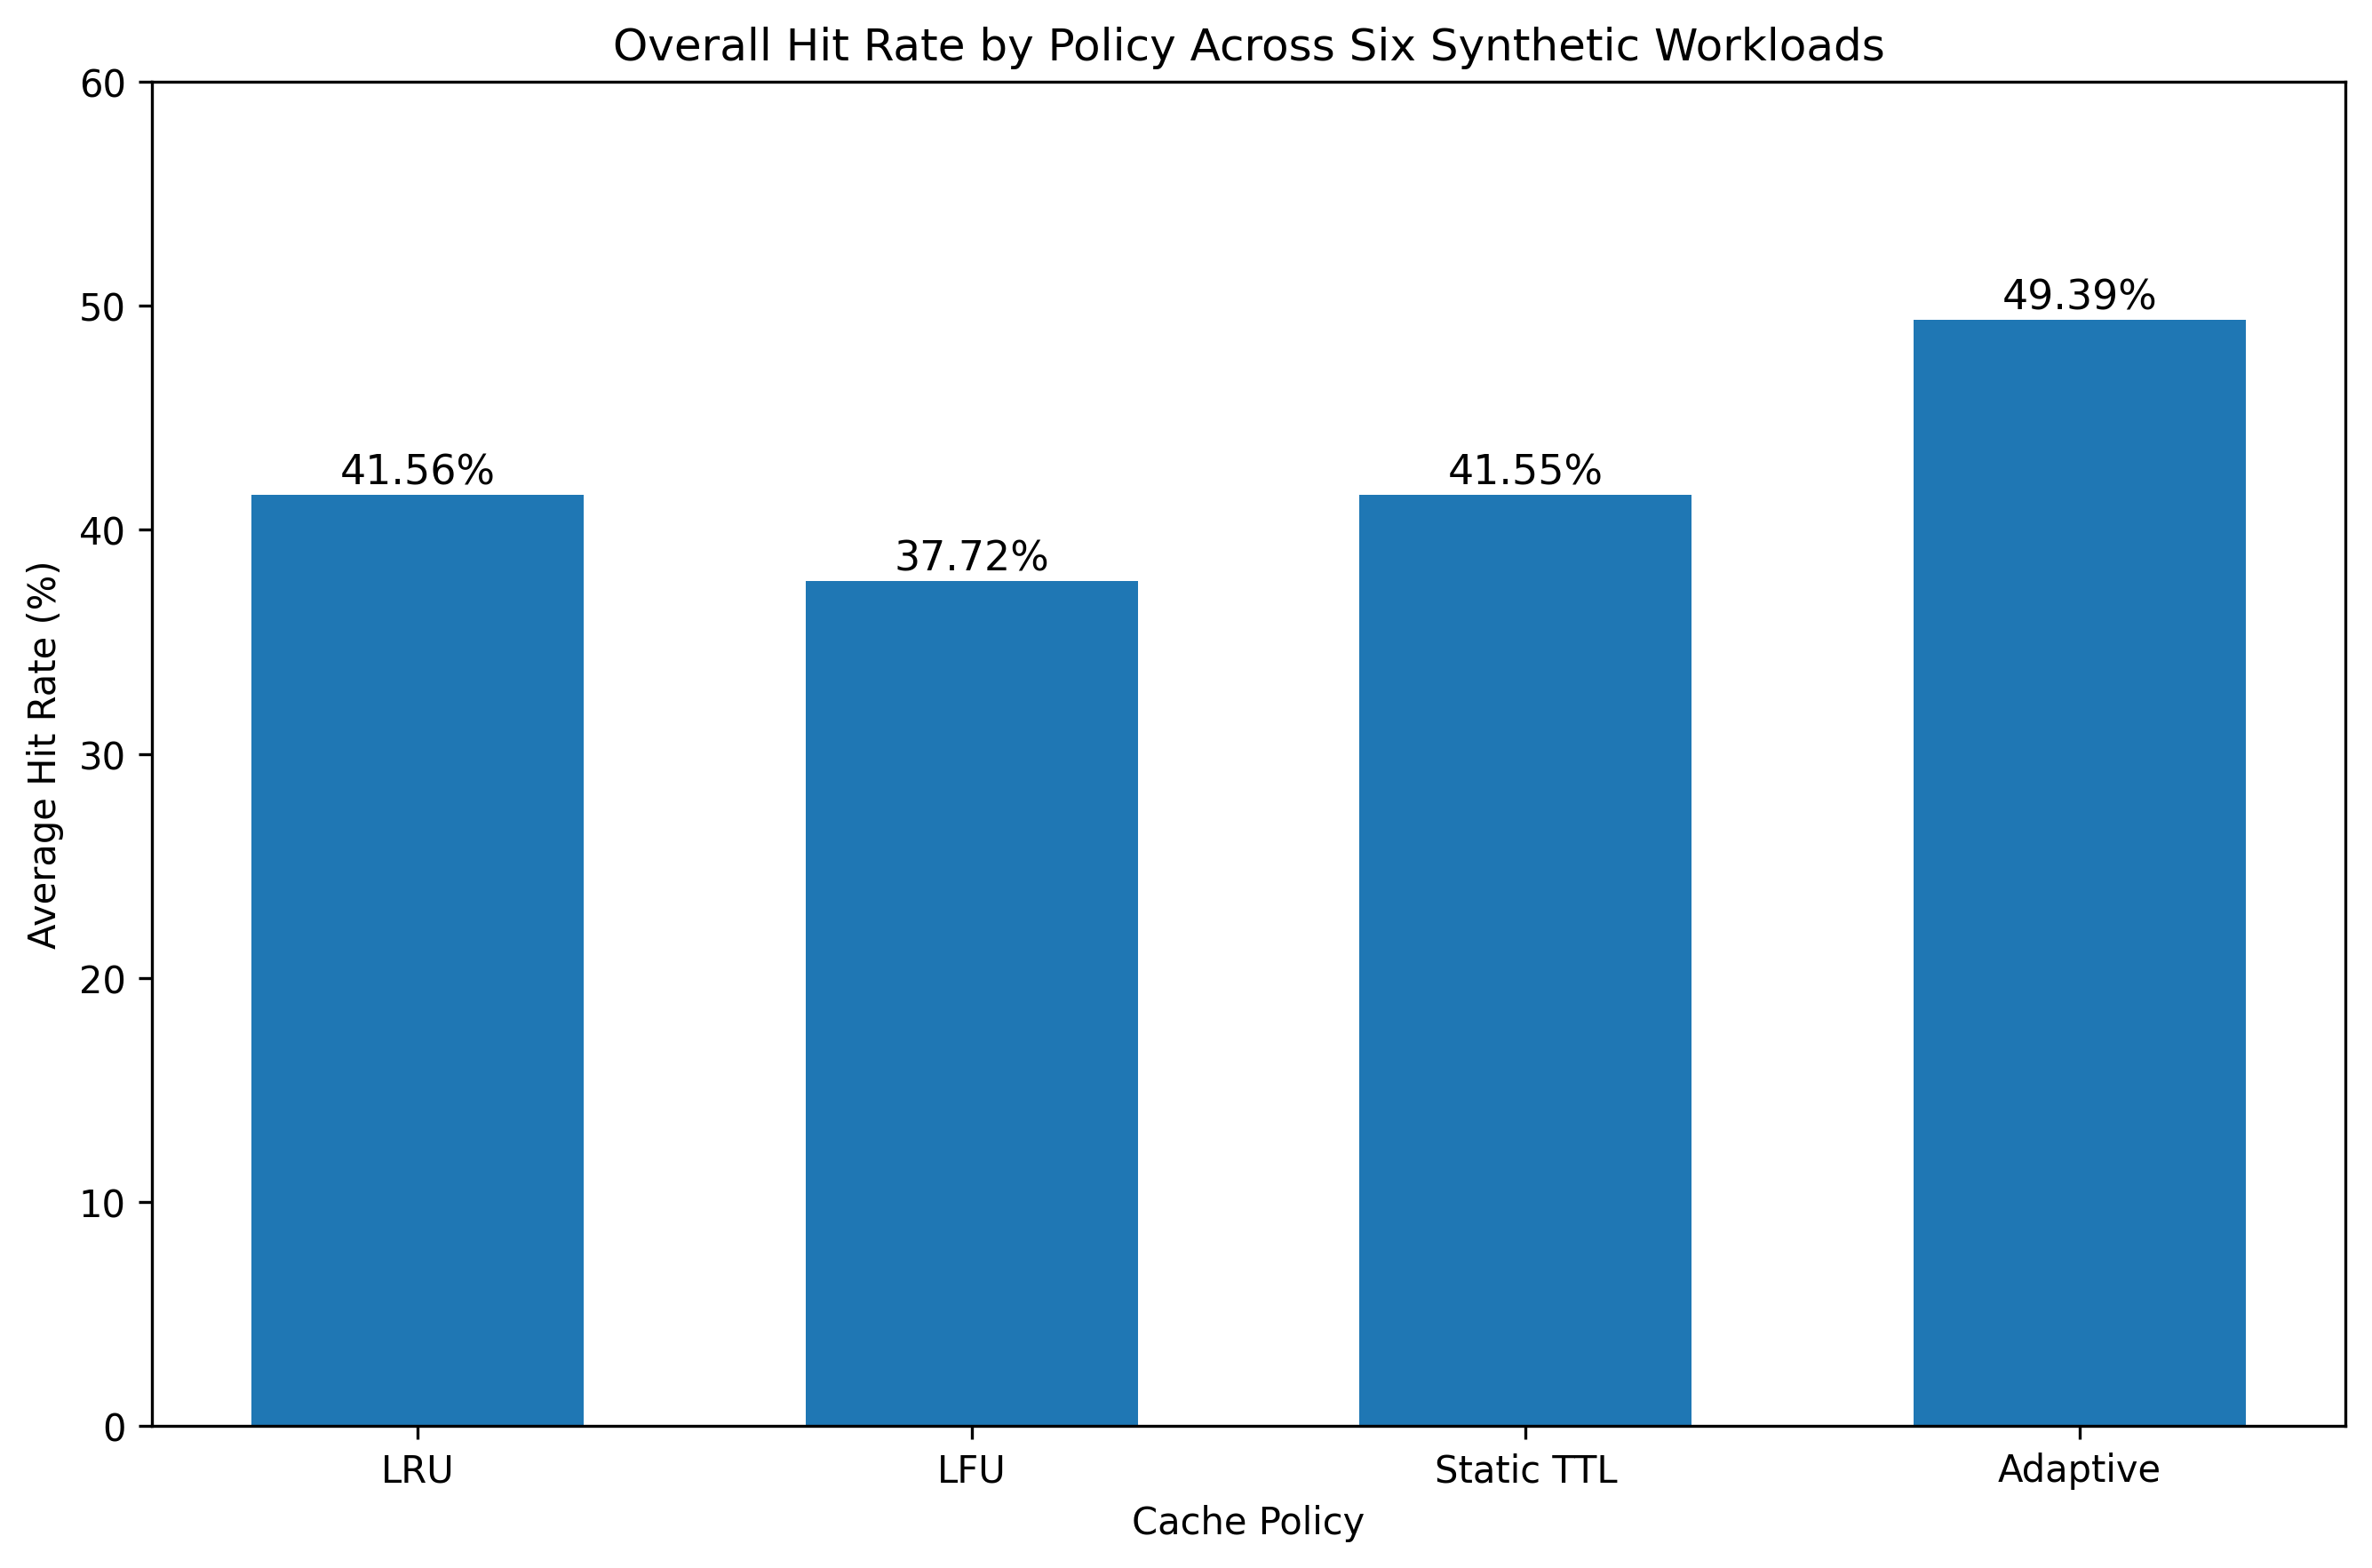 Overall Hit Rate by Policy Across Six Synthetic Workloads
60
50
40
30
20
10
0
Average Hit Rate (%)
41.56%
37.72%
41.55%
49.39%
LRU
LFU
Static TTL
Adaptive
Cache Policy